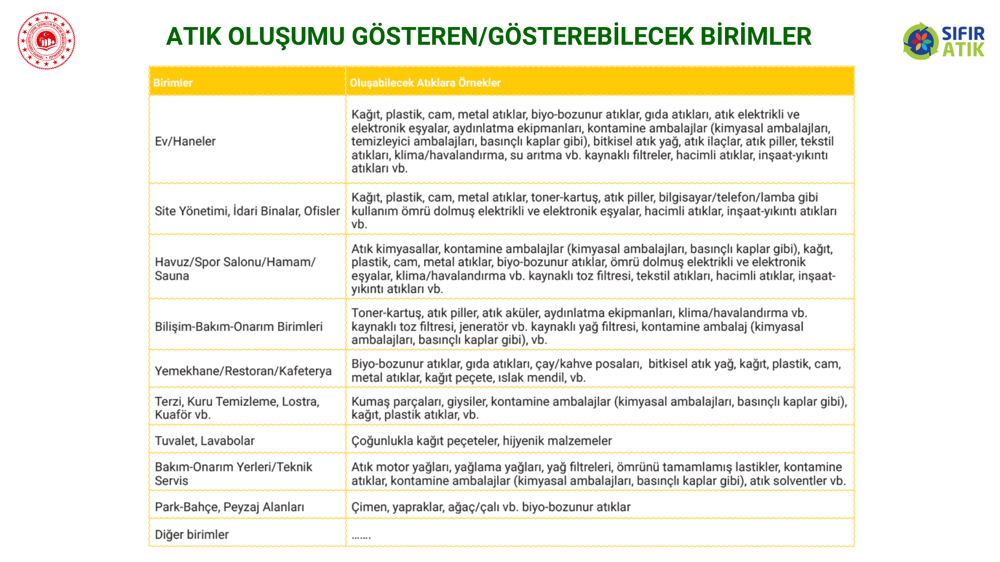 ATIK OLUŞUMU GÖSTEREN/GÖSTEREBİLECEK BİRİMLER
SIFIR
ATIK
Birimler
Oluşabilecek Atıklara Örnekler
Ev/Haneler
Kağıt, plastik, cam, metal atıklar, biyo-bozunur atıklar, gıda atıkları, atık elektrikli ve
elektronik eşyalar, aydınlatma ekipmanları, kontamine ambalajlar (kimyasal ambalajları,
temizleyici ambalajları, basınçlı kaplar gibi), bitkisel atık yağ, atık ilaçlar, atık piller, tekstil
atıkları, klima/havalandırma, su arıtma vb. kaynaklı filtreler, hacimli atıklar, inşaat-yıkıntı
atıkları vb.
Site Yönetimi, İdari Binalar, Ofisler
Kağıt, plastik, cam, metal atıklar, toner-kartuş, atık piller, bilgisayar/telefon/lamba gibi
kullanım ömrü dolmuş elektrikli ve elektronik eşyalar, hacimli atıklar, inşaat-yıkıntı atıkları
vb.
Havuz/Spor Salonu/Hamam/
Sauna
Atık kimyasallar, kontamine ambalajlar (kimyasal ambalajları, basınçlı kaplar gibi), kağıt,
plastik, cam, metal atıklar, biyo-bozunur atıklar, ömrü dolmuş elektrikli ve elektronik
eşyalar, klima/havalandırma vb. kaynaklı toz filtresi, tekstil atıkları, hacimli atıklar, inşaat-
yıkıntı atıkları vb.
Bilişim-Bakım-Onarım Birimleri
Toner-kartuş, atık piller, atık aküler, aydınlatma ekipmanları, klima/havalandırma vb.
kaynaklı toz filtresi, jeneratör vb. kaynaklı yağ filtresi, kontamine ambalaj (kimyasal
ambalajları, basınçlı kaplar gibi), vb.
Yemekhane/Restoran/Kafeterya
Biyo-bozunur atıklar, gıda atıkları, çay/kahve posaları,  bitkisel atık yağ, kağıt, plastik, cam,
metal atıklar, kağıt peçete, ıslak mendil, vb.
Terzi, Kuru Temizleme, Lostra,
Kuaför vb.
Kumaş parçaları, giysiler, kontamine ambalajlar (kimyasal ambalajları, basınçlı kaplar gibi),
kağıt, plastik atıklar, vb.
Tuvalet, Lavabolar
Çoğunlukla kağıt peçeteler, hijyenik malzemeler
Bakım-Onarım Yerleri/Teknik
Servis
Atık motor yağları, yağlama yağları, yağ filtreleri, ömrünü tamamlamış lastikler, kontamine
atıklar, kontamine ambalajlar (kimyasal ambalajları, basınçlı kaplar gibi), atık solventler vb.
Park-Bahçe, Peyzaj Alanları
Çimen, yapraklar, ağaç/çalı vb. biyo-bozunur atıklar
Diğer birimler
.......